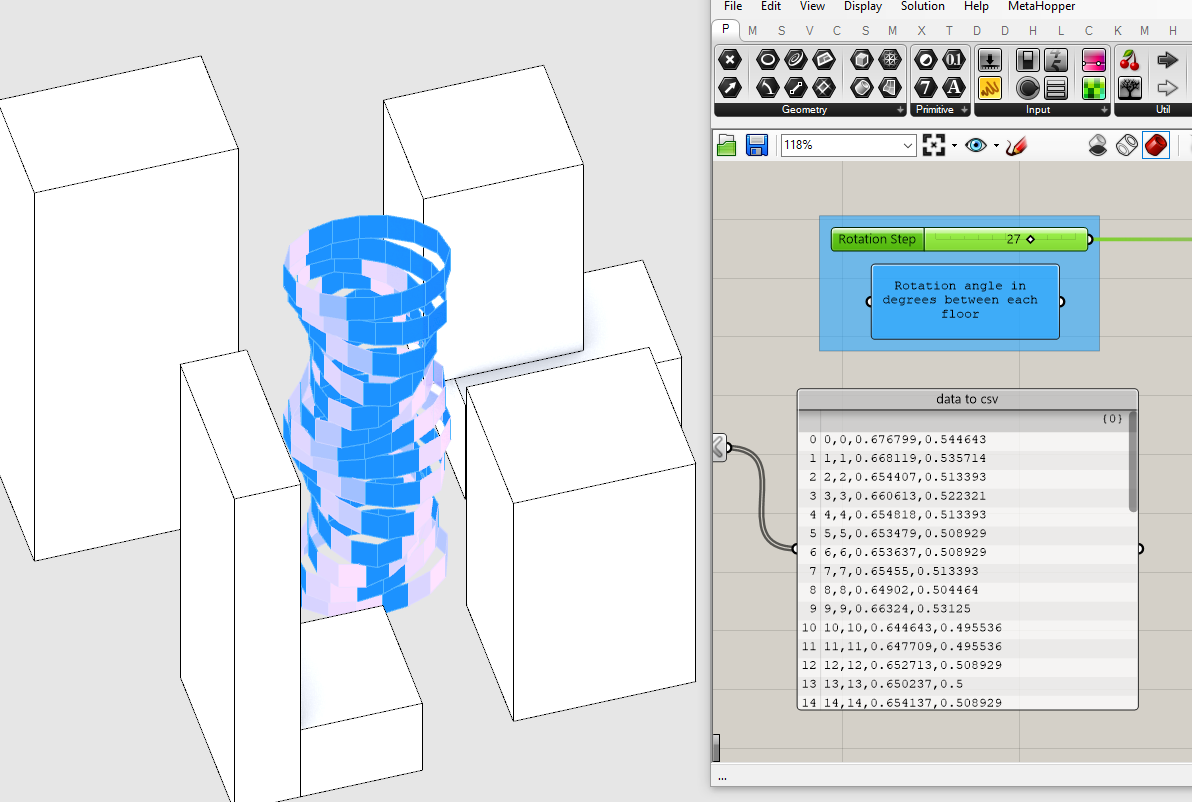 File Edit View Display Solution Help MetaHopper
P M S V C S M X T D D H L C K M H
0.1
7 A
Geometry Primitive Input Util
118%
Rotation Step 27
Rotation angle in
degrees between each
floor
data to csv
{0}
0 0,0,0.676799,0.544643
1 1,1,0.668119,0.535714
2 2,2,0.654407,0.513393
3 3,3,0.660613,0.522321
4 4,4,0.654818,0.513393
5 5,5,0.653479,0.508929
6 6,6,0.653637,0.508929
7 7,7,0.65455,0.513393
8 8,8,0.64902,0.504464
9 9,9,0.66324,0.53125
10 10,10,0.644643,0.495536
11 11,11,0.647709,0.495536
12 12,12,0.652713,0.508929
13 13,13,0.650237,0.5
14 14,14,0.654137,0.508929
...